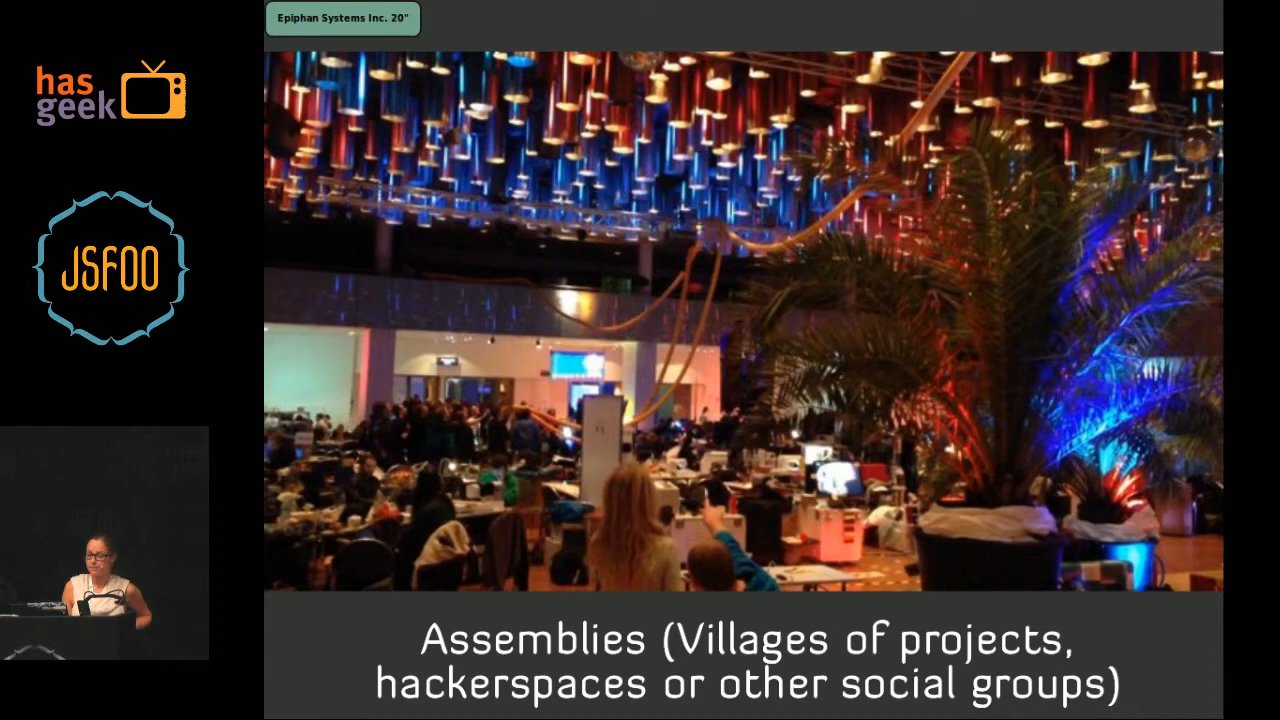 Epiphan Systems Inc. 20"
has
geek
JSFOO
Assemblies (Villages of projects,
hackerspaces or other social groups)